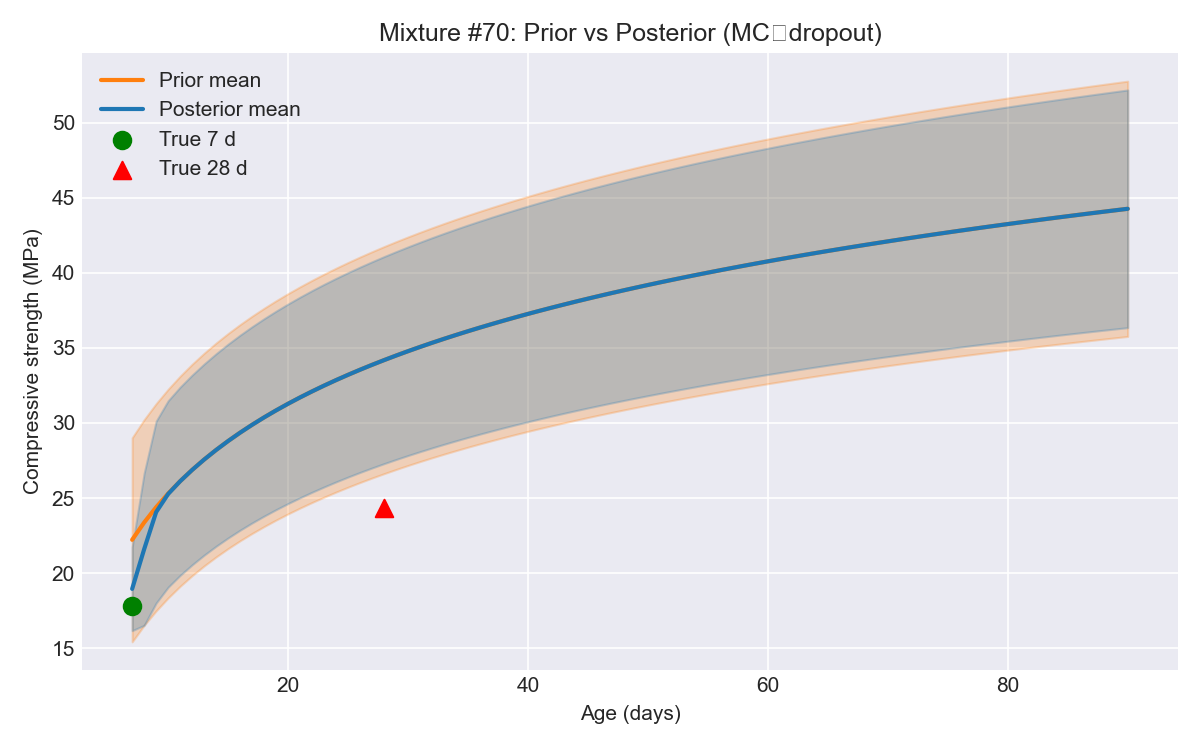 Mixture #70: Prior vs Posterior (MC□dropout)
Prior mean
Posterior mean
True 7 d
True 28 d
Compressive strength (MPa)
50
45
40
35
30
25
20
15
20 40 60 80
Age (days)